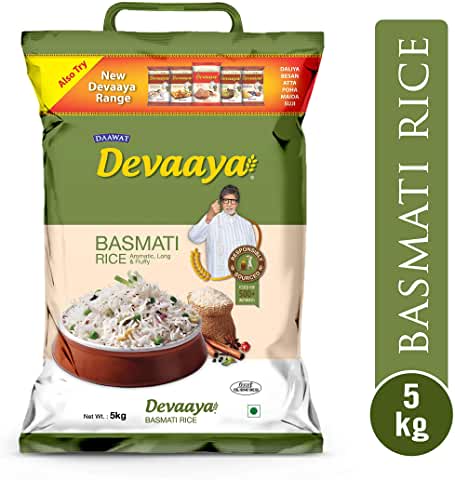 Also Try
New
Devaaya
Range
DALIYA
BESAN
ATTA
POHA
MAIDA
SUJI
DAAWAT
Devaaya
BASMATI
RICE
Aromatic, Long
& Fluffy
RESPONSIBLY
SOURCED
500+
Net Wt. : 5kg
Devaaya
BASMATI RICE
BASMATI RICE
5
kg